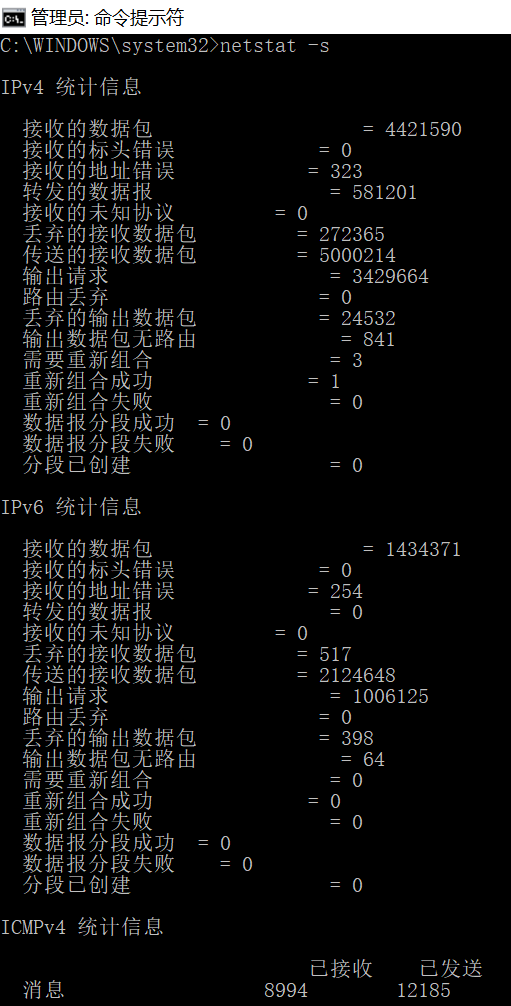 管理员: 命令提示符
C:\WINDOWS\system32>netstat -s
IPv4 统计信息
接收的数据包 = 4421590
接收的标头错误 = 0
接收的地址错误 = 323
转发的数据报 = 581201
接收的未知协议 = 0
丢弃的接收数据包 = 272365
传送的接收数据包 = 5000214
输出请求 = 3429664
路由丢弃 = 0
丢弃的输出数据包 = 24532
输出数据包无路由 = 841
需要重新组合 = 3
重新组合成功 = 1
重新组合失败 = 0
数据报分段成功 = 0
数据报分段失败 = 0
分段已创建 = 0
IPv6 统计信息
接收的数据包 = 1434371
接收的标头错误 = 0
接收的地址错误 = 254
转发的数据报 = 0
接收的未知协议 = 0
丢弃的接收数据包 = 517
传送的接收数据包 = 2124648
输出请求 = 1006125
路由丢弃 = 0
丢弃的输出数据包 = 398
输出数据包无路由 = 64
需要重新组合 = 0
重新组合成功 = 0
重新组合失败 = 0
数据报分段成功 = 0
数据报分段失败 = 0
分段已创建 = 0
ICMPv4 统计信息
已接收 已发送
消息 8994 12185